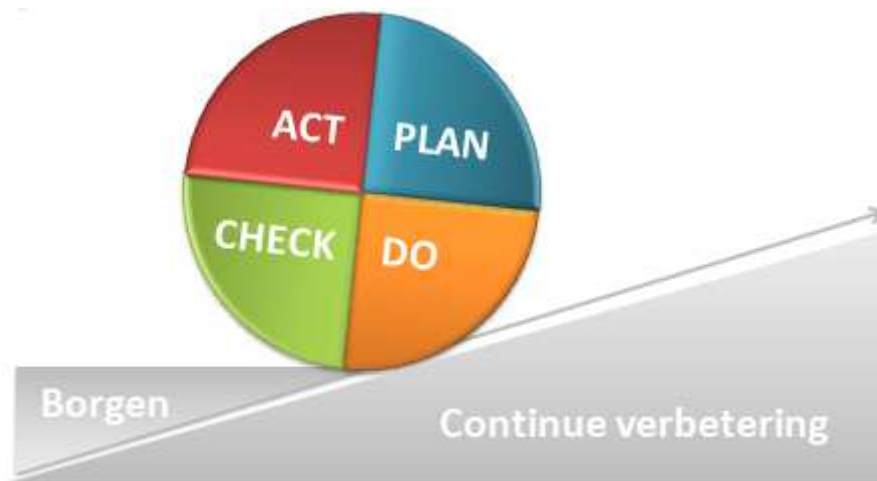 ACT
PLAN
CHECK
DO
Borgen
Continue verbetering